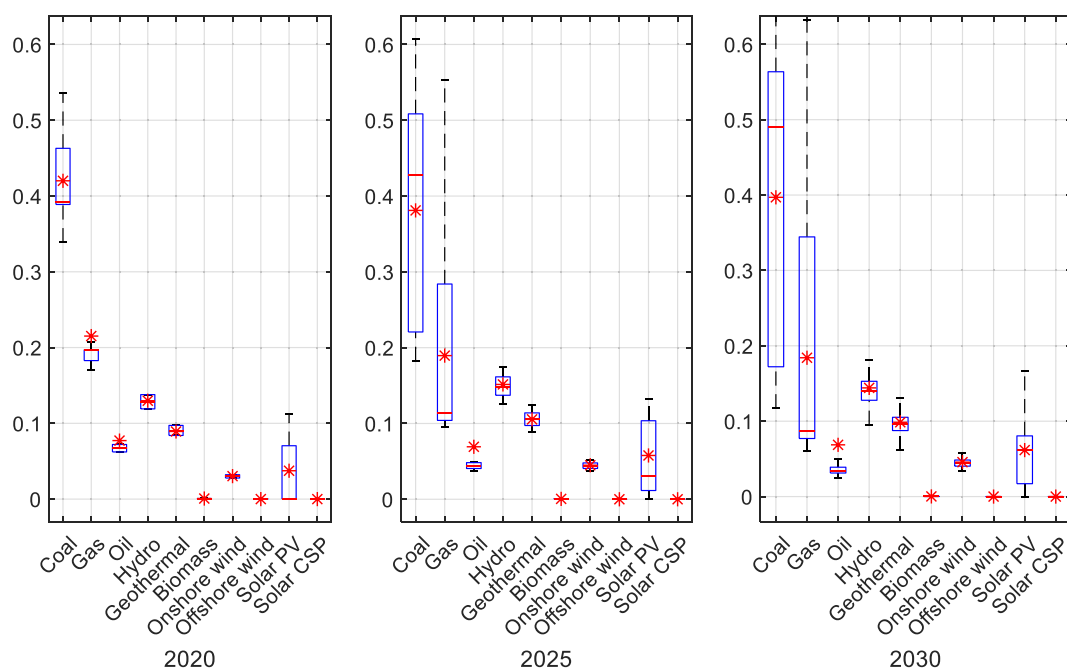 0.6
0.5
0.4
0.3
0.2
0.1
0
Coal
Gas
Oil
Hydro
Geothermal
Biomass
Onshore wind
Offshore wind
Solar PV
Solar CSP
2020
0.6
0.5
0.4
0.3
0.2
0.1
0
Coal
Gas
Oil
Hydro
Geothermal
Biomass
Onshore wind
Offshore wind
Solar PV
Solar CSP
2025
0.6
0.5
0.4
0.3
0.2
0.1
0
Coal
Gas
Oil
Hydro
Geothermal
Biomass
Onshore wind
Offshore wind
Solar PV
Solar CSP
2030